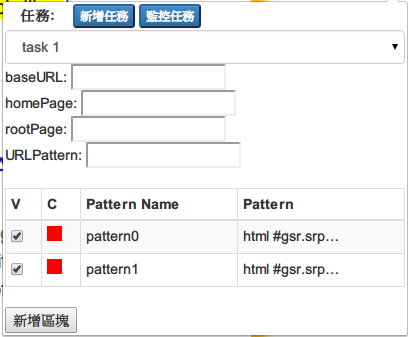 任務: 新增任務 監控任務
task 1
baseURL:
homePage:
rootPage:
URLPattern:
V C Pattern Name Pattern
pattern0 html #gsr.srp…
pattern1 html #gsr.srp…
新增區塊